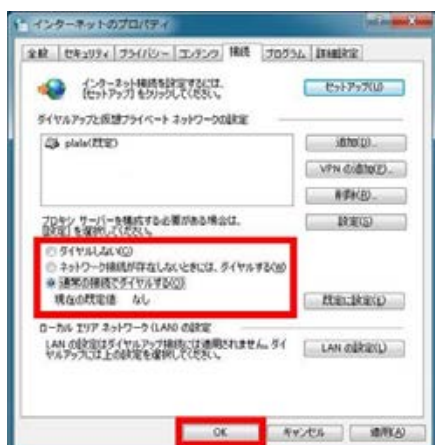 インターネットのプロパティ
全般 セキュリティ プライバシー コンテンツ 接続 プログラム 詳細設定
インターネット接続を設定するには、
[セットアップ] をクリックしてください。
セットアップ(U)
ダイヤルアップと仮想プライベート ネットワークの設定
plala(既定)
追加(D)...
VPN の追加(P)...
削除(R)...
プロキシ サーバーを構成する必要がある場合は、
[設定] を選択してください。
設定(S)
ダイヤルしない(C)
ネットワーク接続が存在しないときには、ダイヤルする(W)
通常の接続でダイヤルする(O)
現在の既定値 なし
既定に設定(E)
ローカル エリア ネットワーク (LAN) の設定
LAN の設定はダイヤルアップ接続には適用されません。ダイ
ヤルアップには上の設定を選択してください。
LAN の設定(L)
OK キャンセル 適用(A)